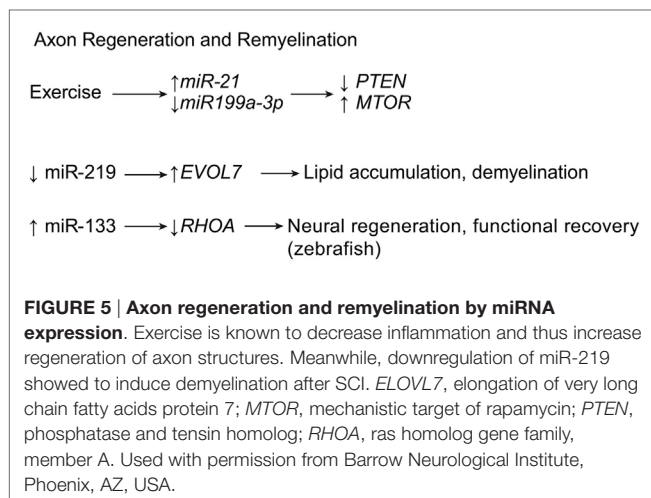 Axon Regeneration and Remyelination
↑miR-21 ↓ PTEN
Exercise → ↓miR199a-3p → ↑ MTOR
↓ miR-219 → ↑EVOL7 → Lipid accumulation, demyelination
↑ miR-133 → ↓RHOA → Neural regeneration, functional recovery
(zebrafish)
FIGURE 5 | Axon regeneration and remyelination by miRNA
expression. Exercise is known to decrease inflammation and thus increase
regeneration of axon structures. Meanwhile, downregulation of miR-219
showed to induce demyelination after SCI. ELOVL7, elongation of very long
chain fatty acids protein 7; MTOR, mechanistic target of rapamycin; PTEN,
phosphatase and tensin homolog; RHOA, ras homolog gene family,
member A. Used with permission from Barrow Neurological Institute,
Phoenix, AZ, USA.